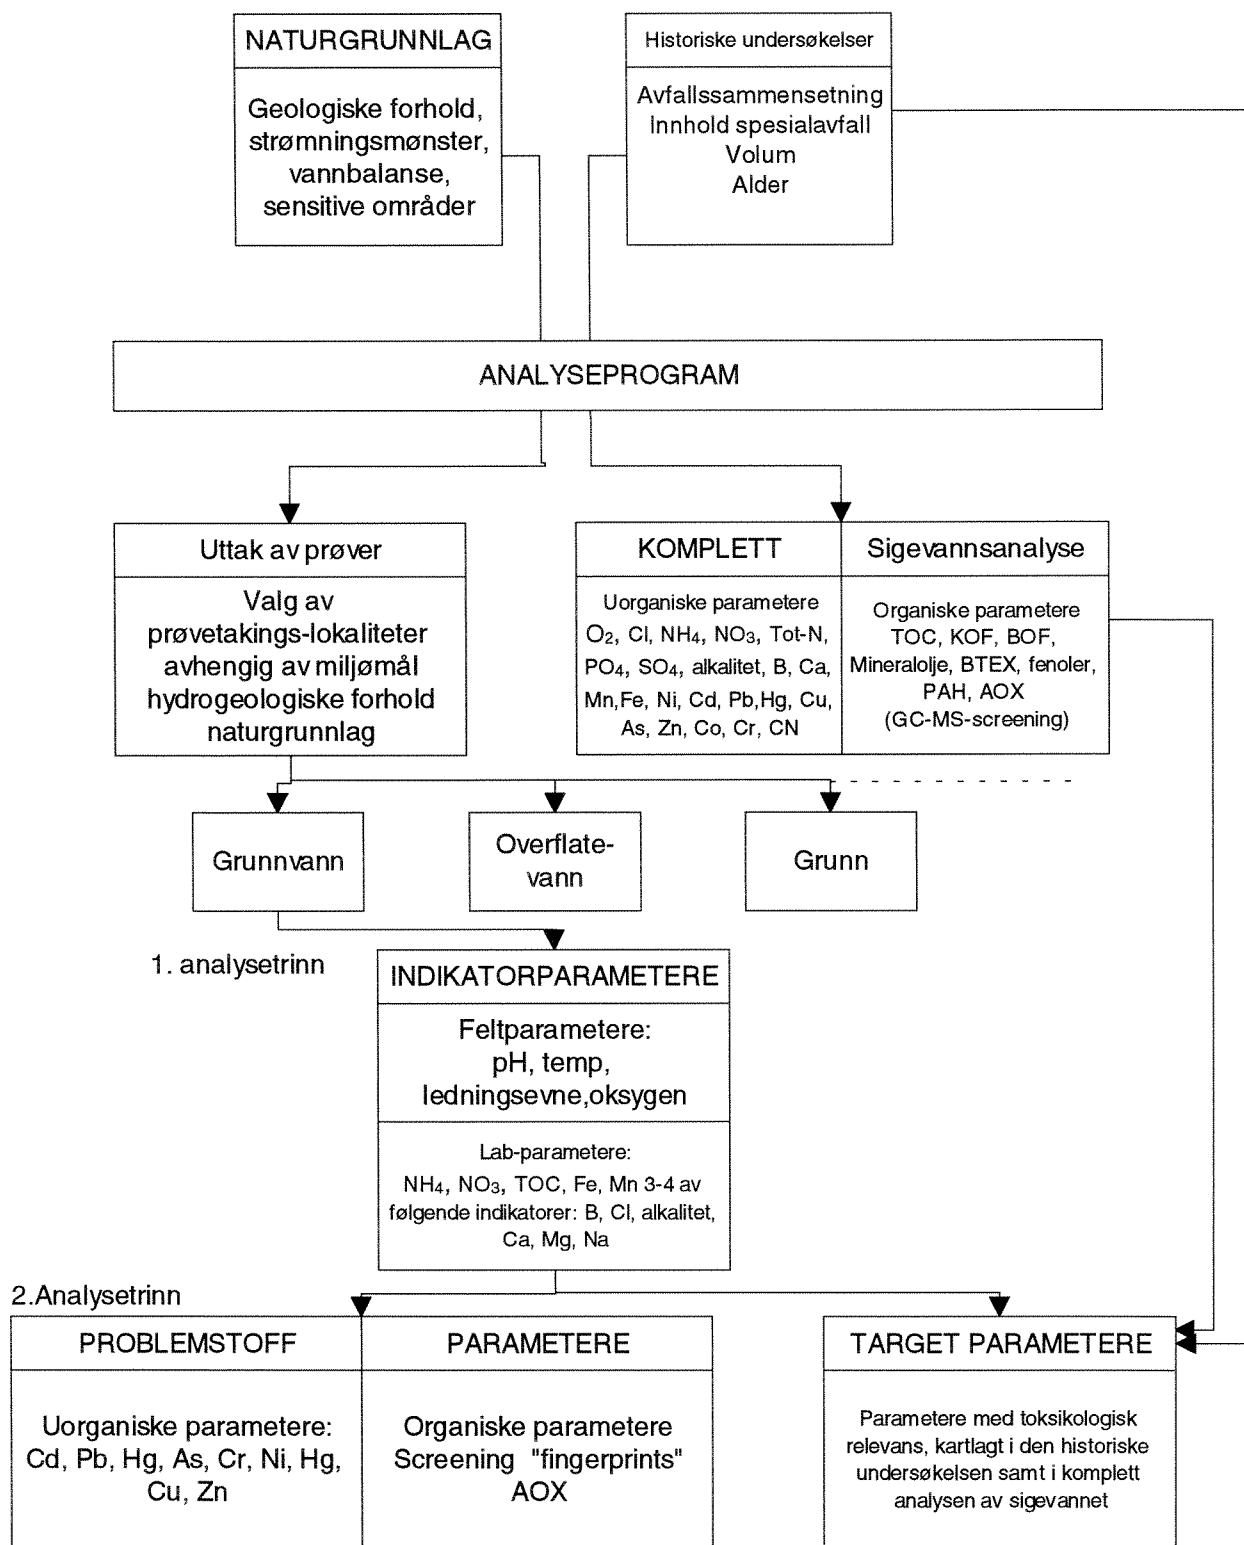 NATURGRUNNLAG
Geologiske forhold,
strømningsmønster,
vannbalanse,
sensitive områder
Historiske undersøkelser
Avfallssammensetning
Innhold spesialavfall
Volum
Alder
ANALYSEPROGRAM
Uttak av prøver
Valg av
prøvetakings-lokaliteter
avhengig av miljømål
hydrogeologiske forhold
naturgrunnlag
KOMPLETT
Uorganiske parametere
O₂, Cl, NH₄, NO₃, Tot-N,
PO₄, SO₄, alkalitet, B, Ca,
Mn,Fe, Ni, Cd, Pb,Hg, Cu,
As, Zn, Co, Cr, CN
Sigevannsanalyse
Organiske parametere
TOC, KOF, BOF,
Mineralolje, BTEX, fenoler,
PAH, AOX
(GC-MS-screening)
Grunnvann
Overflate-
vann
Grunn
1. analysetrinn
INDIKATORPARAMETERE
Feltparametere:
pH, temp,
ledningsevne,oksygen
Lab-parametere:
NH₄, NO₃, TOC, Fe, Mn 3-4 av
følgende indikatorer: B, Cl, alkalitet,
Ca, Mg, Na
2.Analysetrinn
PROBLEMSTOFF
Uorganiske parametere:
Cd, Pb, Hg, As, Cr, Ni, Hg,
Cu, Zn
PARAMETERE
Organiske parametere
Screening "fingerprints"
AOX
TARGET PARAMETERE
Parametere med toksikologisk
relevans, kartlagt i den historiske
undersøkelsen samt i komplett
analysen av sigevannet